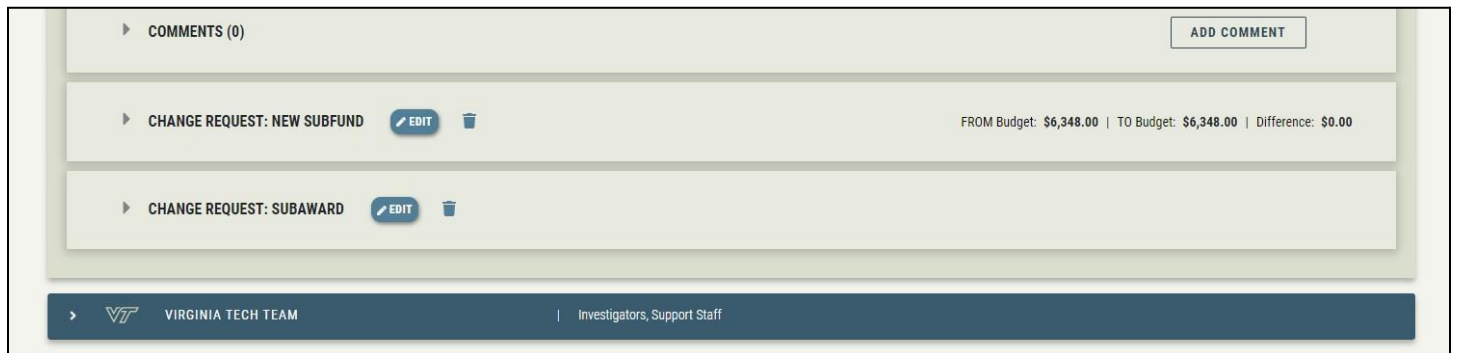 COMMENTS (0) ADD COMMENT
CHANGE REQUEST: NEW SUBFUND EDIT FROM Budget: $6,348.00 | TO Budget: $6,348.00 | Difference: $0.00
CHANGE REQUEST: SUBAWARD EDIT
VT VIRGINIA TECH TEAM | Investigators, Support Staff